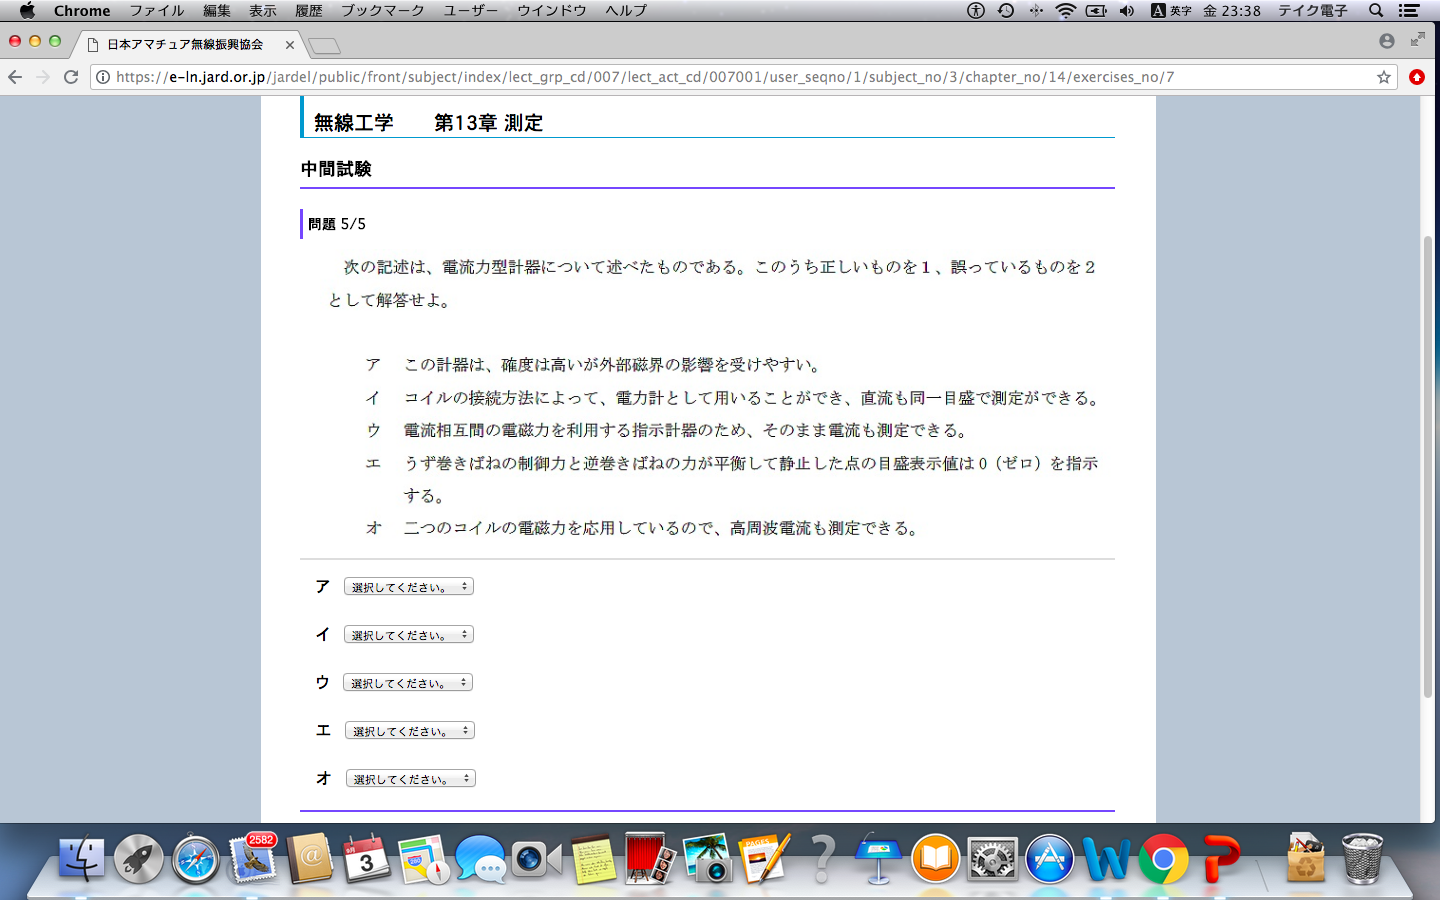 Chrome ファイル 編集 表示 履歴 ブックマーク ユーザー ウインドウ ヘルプ A 英字 金 23:38 テイク電子
日本アマチュア無線振興協会
https://e-ln.jard.or.jp/jardel/public/front/subject/index/lect_grp_cd/007/lect_act_cd/007001/user_seqno/1/subject_no/3/chapter_no/14/exercises_no/7
無線工学 第13章 測定
中間試験
問題 5/5
次の記述は、電流力型計器について述べたものである。このうち正しいものを１、誤っているものを２
として解答せよ。
ア この計器は、確度は高いが外部磁界の影響を受けやすい。
イ コイルの接続方法によって、電力計として用いることができ、直流も同一目盛で測定ができる。
ウ 電流相互間の電磁力を利用する指示計器のため、そのまま電流も測定できる。
エ うず巻きばねの制御力と逆巻きばねの力が平衡して静止した点の目盛表示値は０（ゼロ）を指示
する。
オ 二つのコイルの電磁力を応用しているので、高周波電流も測定できる。
ア 選択してください。
イ 選択してください。
ウ 選択してください。
エ 選択してください。
オ 選択してください。
2582
3
PAGES